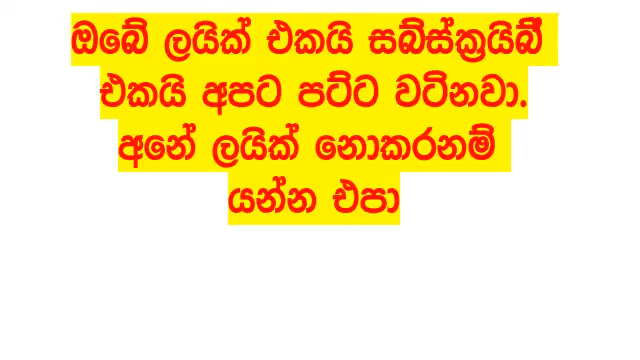 ඔබේ ලයික් එකයි සබ්ස්ක්‍රයිබ්
එකයි අපට පට්ට වටිනවා.
අනේ ලයික් නොකරනම්
යන්න එපා